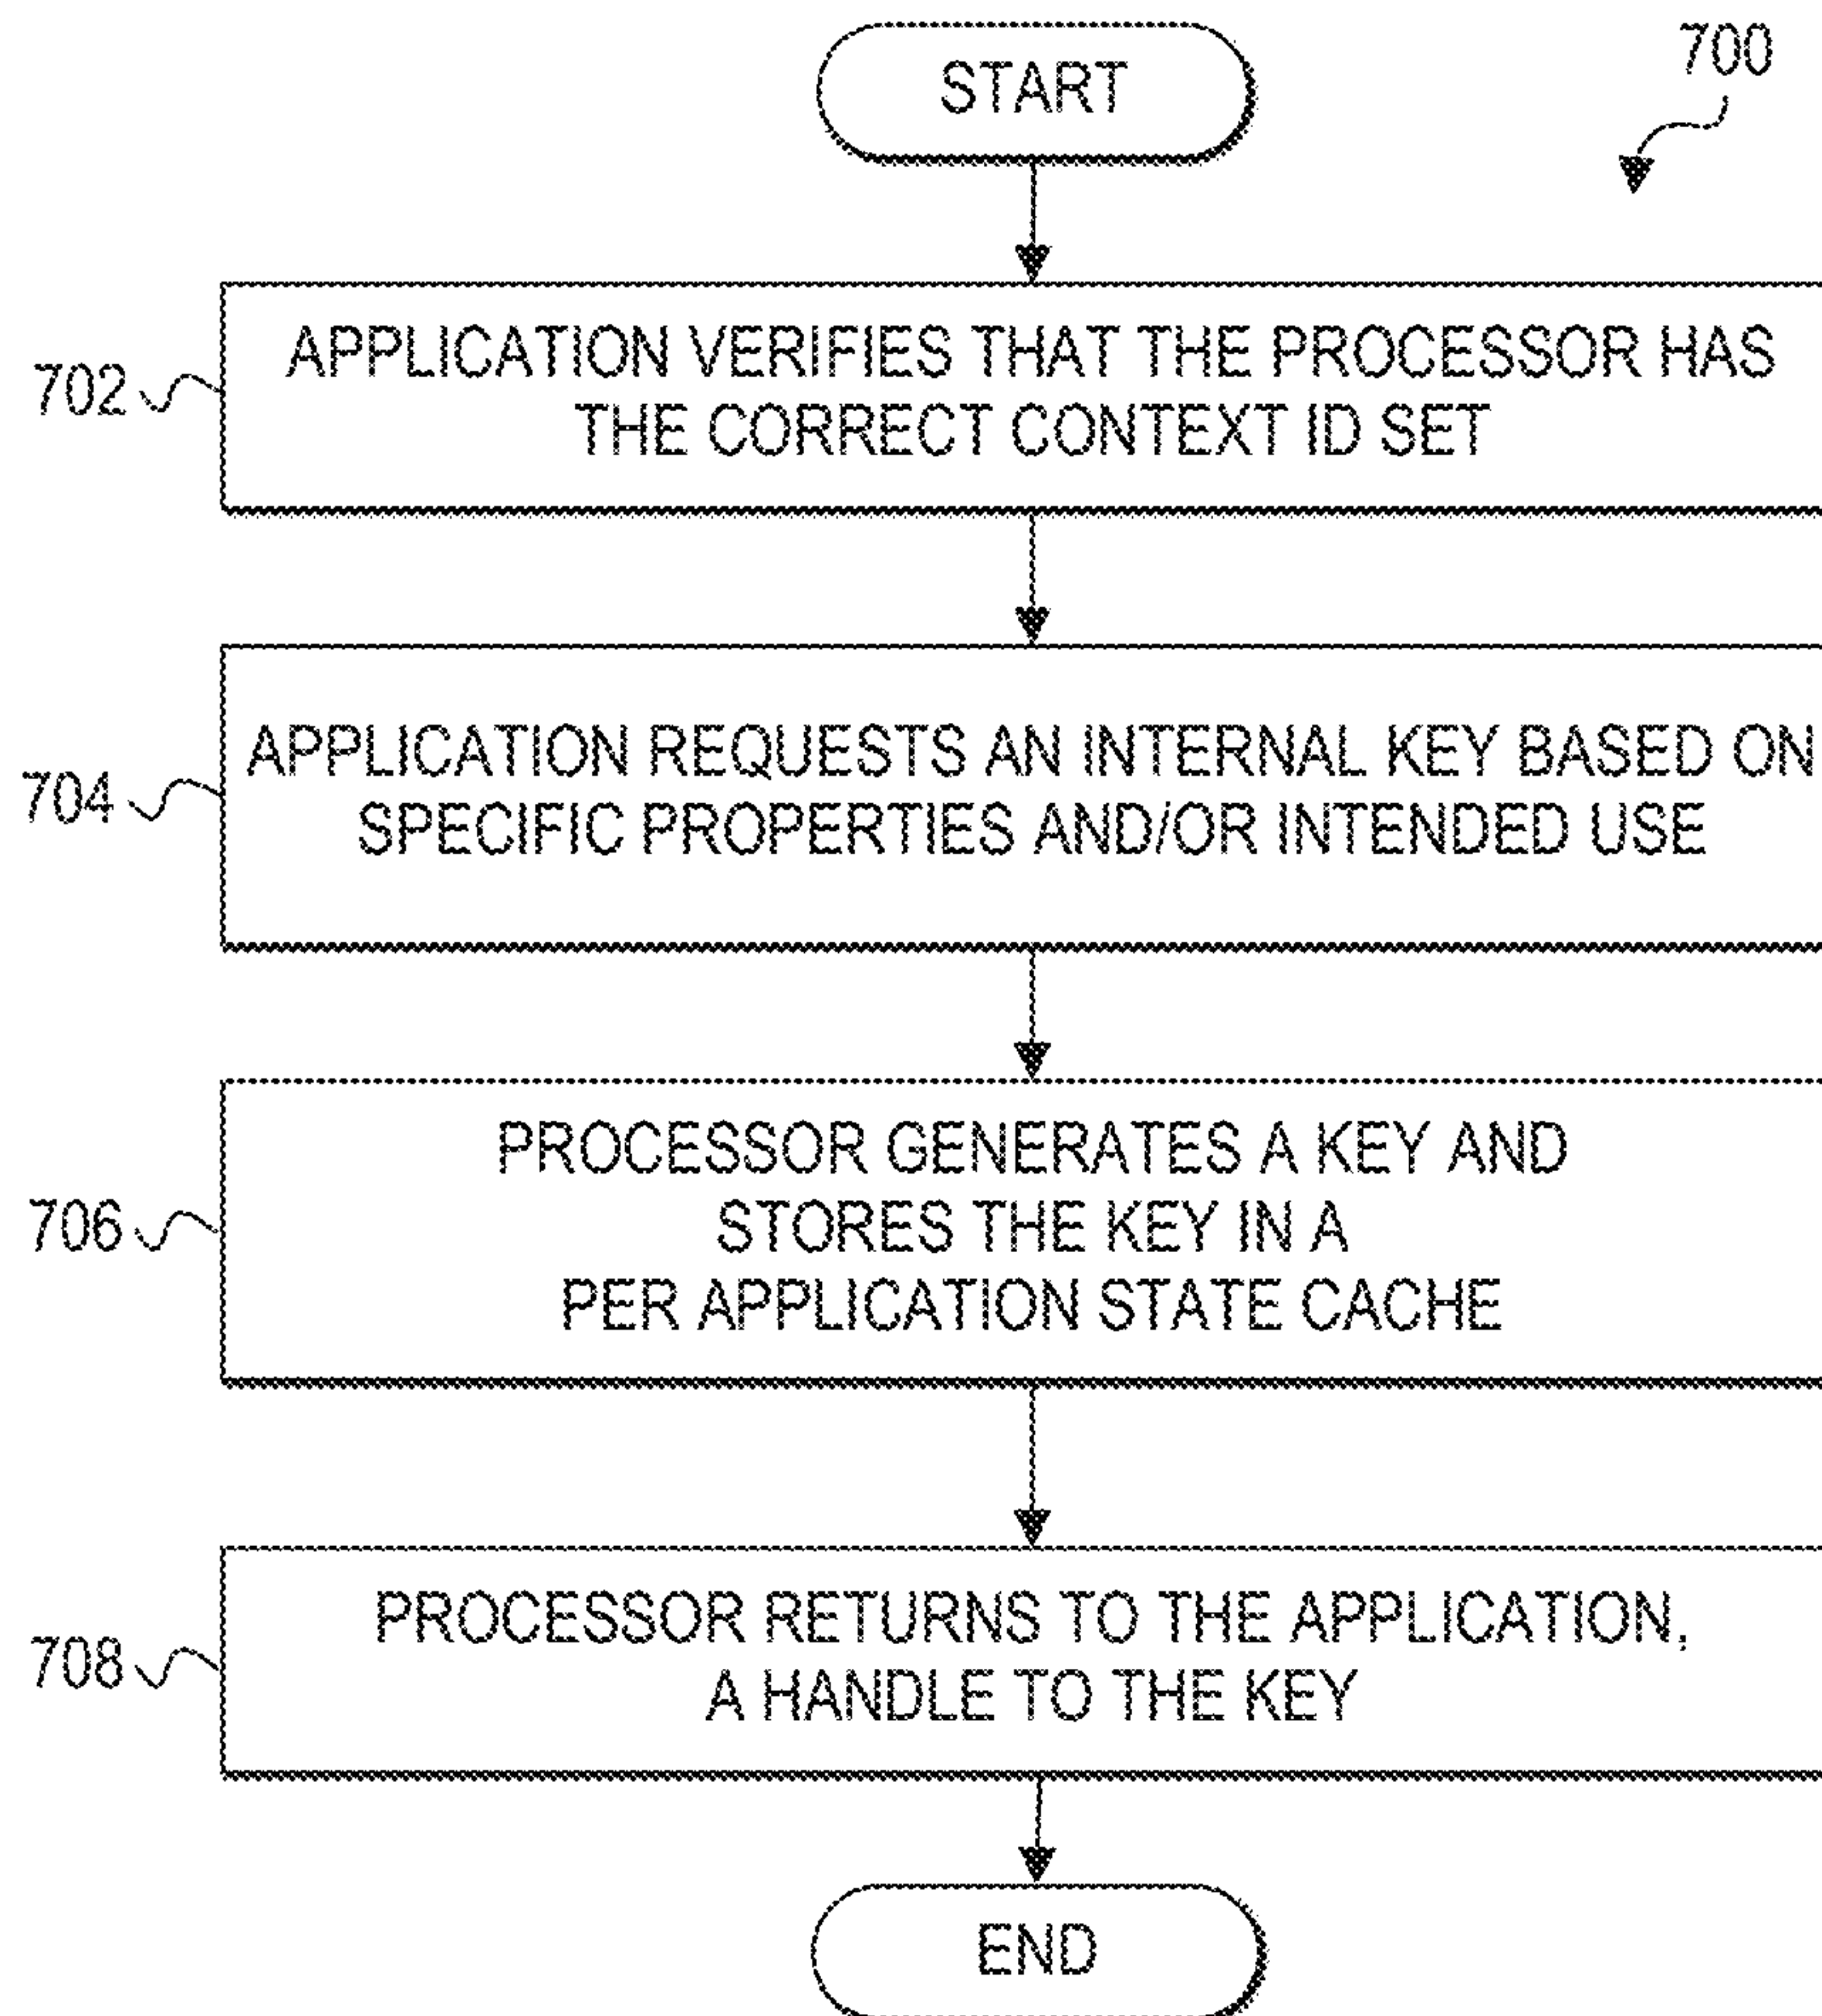 START
700
702
APPLICATION VERIFIES THAT THE PROCESSOR HAS
THE CORRECT CONTEXT ID SET
704
APPLICATION REQUESTS AN INTERNAL KEY BASED ON
SPECIFIC PROPERTIES AND/OR INTENDED USE
706
PROCESSOR GENERATES A KEY AND
STORES THE KEY IN A
PER APPLICATION STATE CACHE
708
PROCESSOR RETURNS TO THE APPLICATION,
A HANDLE TO THE KEY
END